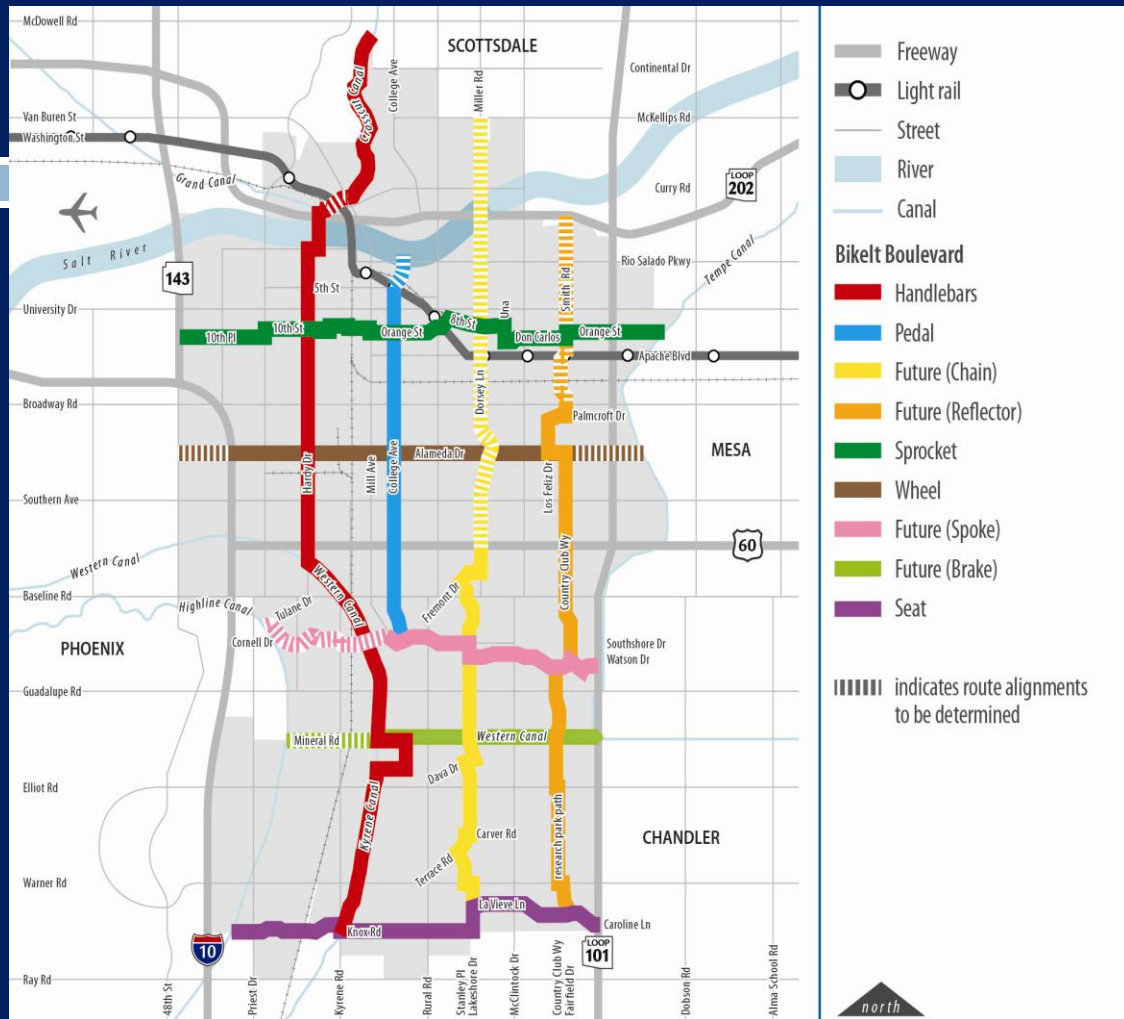 McDowell Rd
SCOTTSDALE
Crosscut Canal
College Ave
Miller Rd
Continental Dr
Van Buren St
McKellips Rd
Washington St
Grand Canal
Curry Rd
LOOP
202
Salt River
143
Rio Salado Pkwy
Tempe Canal
5th St
Smith Rd
University Dr
Una
8th St
10th Pl
10th St
Orange St
Don Carlos
Orange St
Apache Blvd
Dorsey Ln
Broadway Rd
Palmcroft Dr
MESA
Hardy Dr
Mill Ave
College Ave
Alameda Dr
Los Feliz Dr
Southern Ave
Western Canal
60
Baseline Rd
Western Canal
Fremont Dr
Country Club Wy
Highline Canal
Tulane Dr
PHOENIX
Cornell Dr
Southshore Dr
Watson Dr
Guadalupe Rd
Mineral Rd
Western Canal
Dava Dr
Elliot Rd
Kyrene Canal
Carver Rd
CHANDLER
Terrace Rd
research park path
Warner Rd
La Vieve Ln
Knox Rd
Caroline Ln
10
LOOP
101
Ray Rd
48th St
Priest Dr
Kyrene Rd
Rural Rd
Stanley Pl
Lakeshore Dr
McClintock Dr
Country Club Wy
Fairfield Dr
Dobson Rd
Alma School Rd
Freeway
Light rail
Street
River
Canal
BikeIt Boulevard
Handlebars
Pedal
Future (Chain)
Future (Reflector)
Sprocket
Wheel
Future (Spoke)
Future (Brake)
Seat
indicates route alignments
to be determined
north